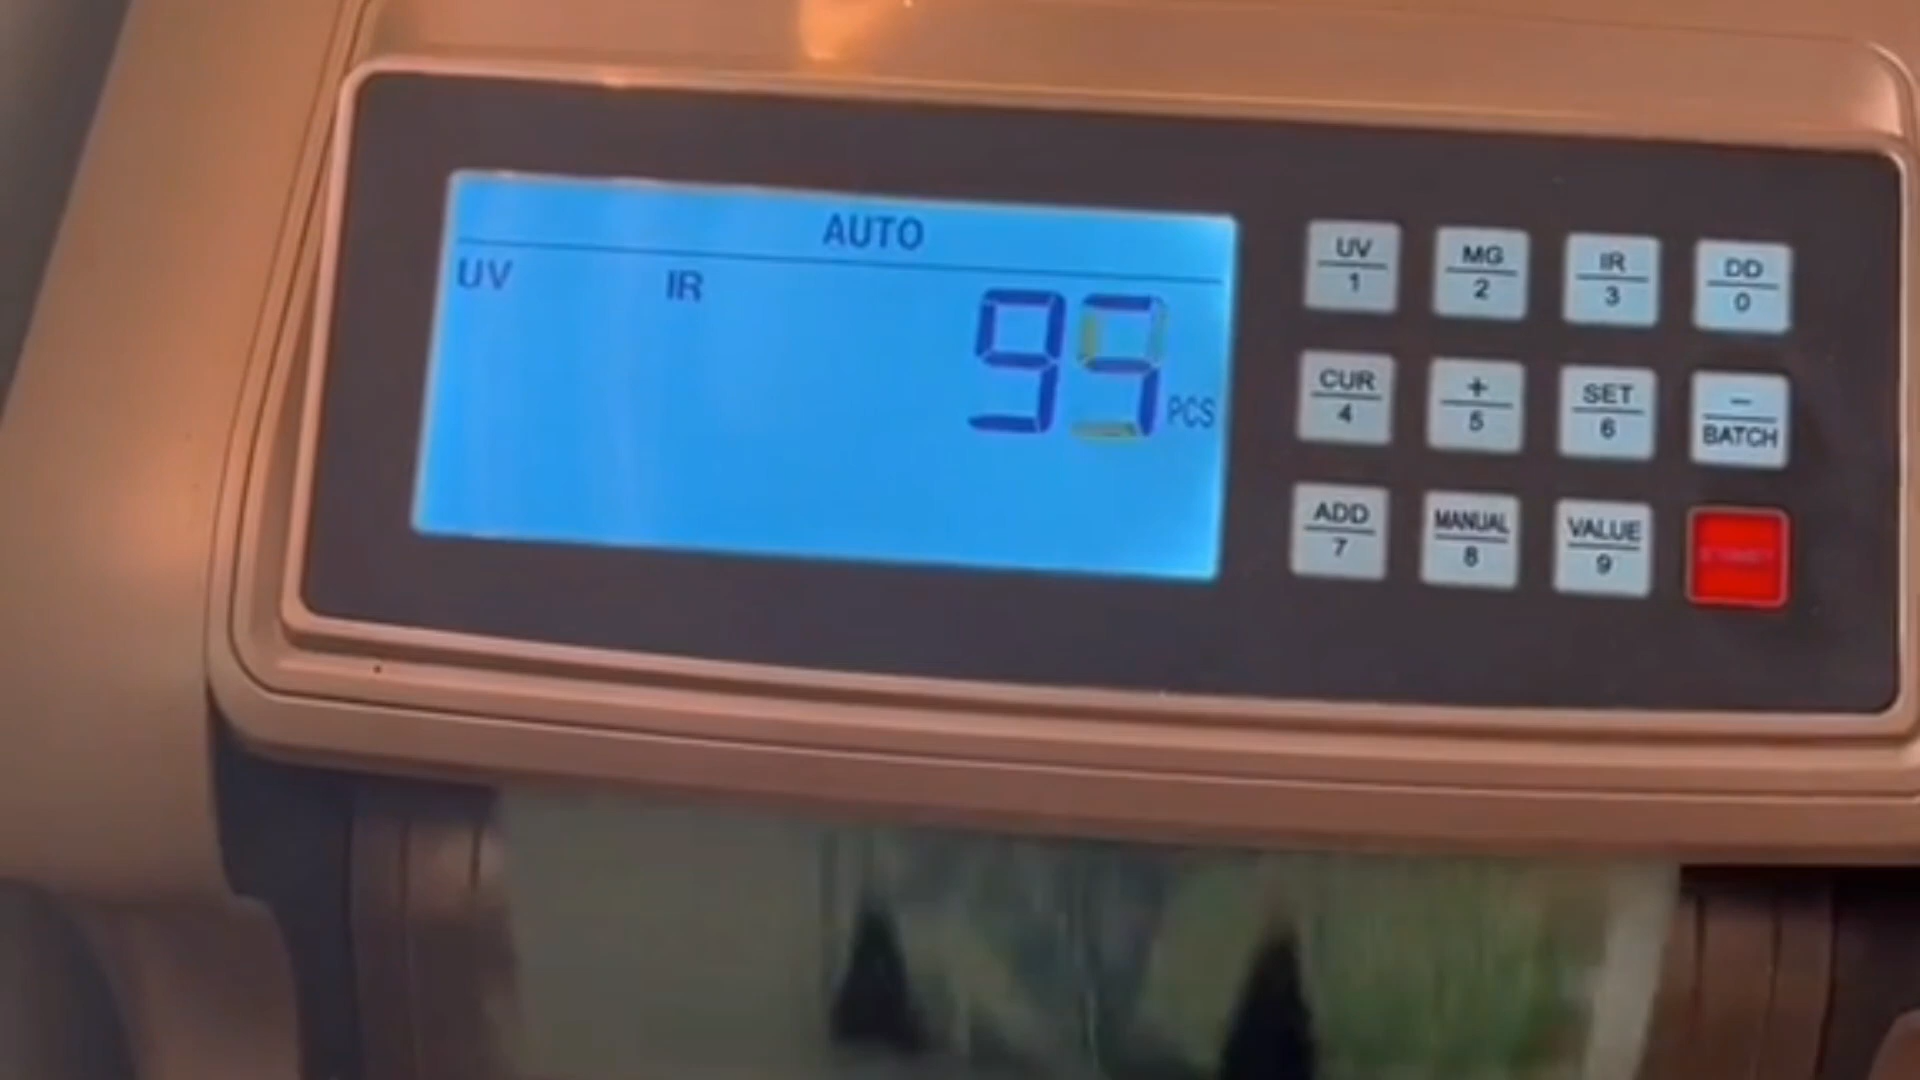 AUTO
UV IR
PCS
UV 1
MG 2
IR 3
DD 0
CUR 4
+ 5
SET 6
− BATCH
ADD 7
MANUAL 8
VALUE 9